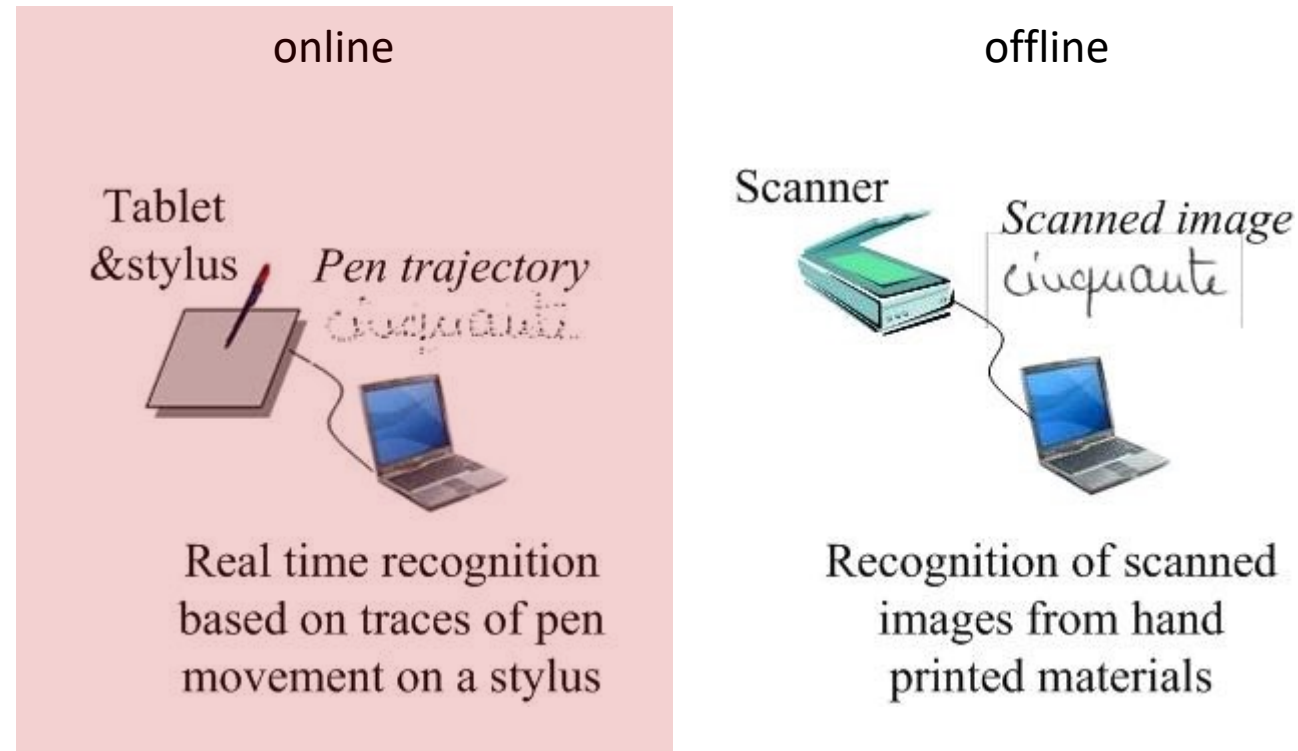 online
Tablet
&stylus
Pen trajectory
cinquante
Real time recognition
based on traces of pen
movement on a stylus
offline
Scanner
Scanned image
cinquante
Recognition of scanned
images from hand
printed materials